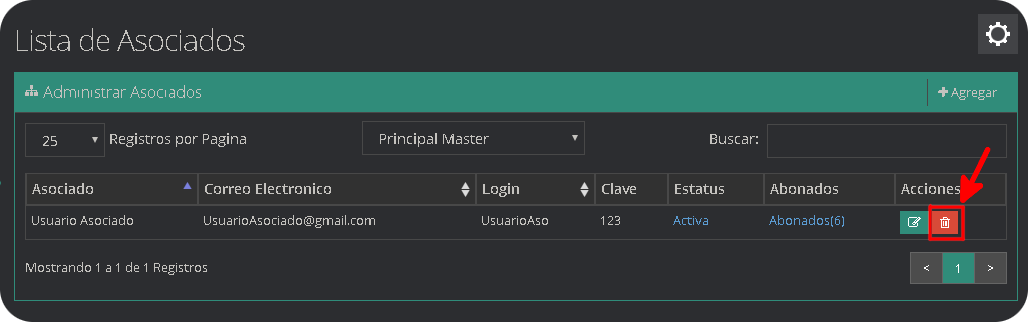 Lista de Asociados
Administrar Asociados
Agregar
25 Registros por Pagina
Principal Master
Buscar:
Asociado Correo Electronico Login Clave Estatus Abonados Acciones
Usuario Asociado UsuarioAsociado@gmail.com UsuarioAso 123 Activa Abonados(6)
Mostrando 1 a 1 de 1 Registros
< 1 >